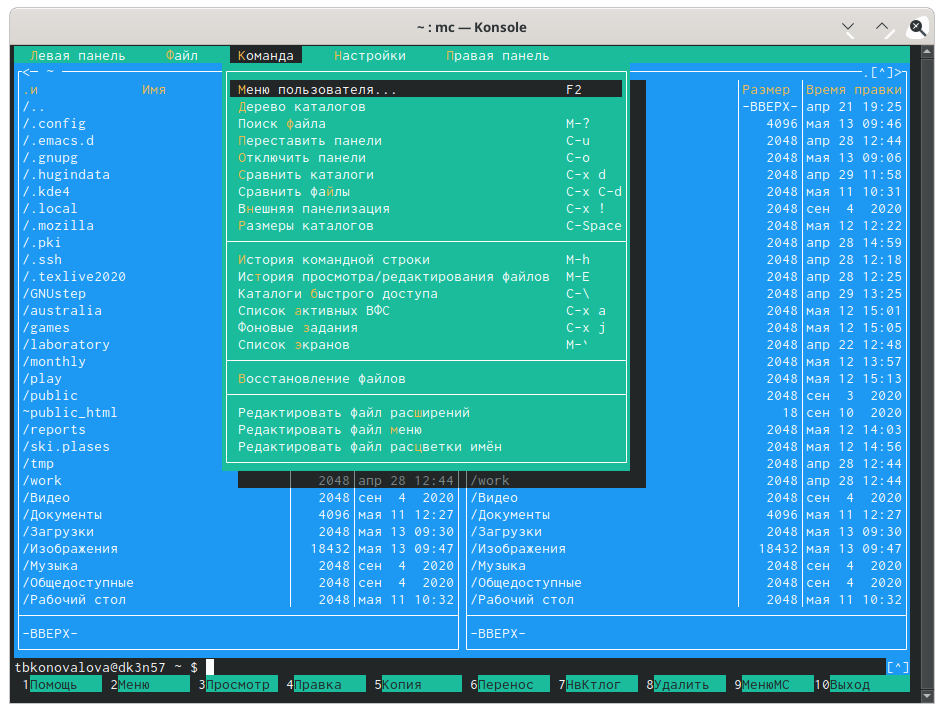 ~ : mc — Konsole
Левая панель Файл Команда Настройки Правая панель
<— ~ .[^]>
.и Имя Меню пользователя... F2 Размер Время правки
/.. Дерево каталогов -ВВЕРХ- апр 21 19:25
/.config Поиск файла M-? 4096 мая 13 09:46
/.emacs.d Переставить панели C-u 2048 апр 28 12:44
/.gnupg Отключить панели C-o 2048 мая 13 09:06
/.hugindata Сравнить каталоги C-x d 2048 апр 29 11:58
/.kde4 Сравнить файлы C-x C-d 2048 мая 11 10:31
/.local Внешняя панелизация C-x ! 2048 сен 4 2020
/.mozilla Размеры каталогов C-Space 2048 мая 12 12:22
/.pki 2048 апр 28 14:59
/.ssh История командной строки M-h 2048 апр 28 12:18
/.texlive2020 История просмотра/редактирования файлов M-E 2048 апр 28 12:25
/GNUstep Каталоги быстрого доступа C-\ 2048 апр 29 13:25
/australia Список активных ВФС C-x a 2048 мая 12 15:01
/games Фоновые задания C-x j 2048 мая 12 15:05
/laboratory Список экранов M-` 2048 апр 22 12:48
/monthly 2048 мая 12 13:57
/play Восстановление файлов 2048 мая 12 15:13
/public 2048 сен 3 2020
~public_html Редактировать файл расширений 18 сен 10 2020
/reports Редактировать файл меню 2048 мая 12 14:03
/ski.plases Редактировать файл расцветки имён 2048 мая 12 14:56
/tmp 2048 апр 28 12:44
/work 2048 апр 28 12:44 /work 2048 апр 28 12:44
/Видео 2048 сен 4 2020 /Видео 2048 сен 4 2020
/Документы 4096 мая 11 12:27 /Документы 4096 мая 11 12:27
/Загрузки 2048 мая 13 09:30 /Загрузки 2048 мая 13 09:30
/Изображения 18432 мая 13 09:47 /Изображения 18432 мая 13 09:47
/Музыка 2048 сен 4 2020 /Музыка 2048 сен 4 2020
/Общедоступные 2048 сен 4 2020 /Общедоступные 2048 сен 4 2020
/Рабочий стол 2048 мая 11 10:32 /Рабочий стол 2048 мая 11 10:32
-ВВЕРХ- -ВВЕРХ-
tbkonovalova@dk3n57 ~ $ [^]
1Помощь 2Меню 3Просмотр 4Правка 5Копия 6Перенос 7НвКтлог 8Удалить 9МенюМС 10Выход